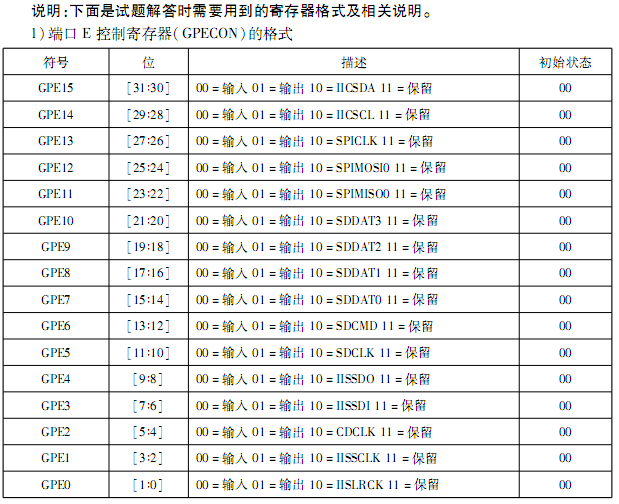 说明:下面是试题解答时需要用到的寄存器格式及相关说明。
1)端口 E 控制寄存器(GPECON)的格式
符号 位 描述 初始状态
GPE15 [31:30] 00=输入 01=输出 10=IICSDA 11=保留 00
GPE14 [29:28] 00=输入 01=输出 10=IICSCL 11=保留 00
GPE13 [27:26] 00=输入 01=输出 10=SPICLK 11=保留 00
GPE12 [25:24] 00=输入 01=输出 10=SPIMOSI0 11=保留 00
GPE11 [23:22] 00=输入 01=输出 10=SPIMISO0 11=保留 00
GPE10 [21:20] 00=输入 01=输出 10=SDDAT3 11=保留 00
GPE9 [19:18] 00=输入 01=输出 10=SDDAT2 11=保留 00
GPE8 [17:16] 00=输入 01=输出 10=SDDAT1 11=保留 00
GPE7 [15:14] 00=输入 01=输出 10=SDDAT0 11=保留 00
GPE6 [13:12] 00=输入 01=输出 10=SDCMD 11=保留 00
GPE5 [11:10] 00=输入 01=输出 10=SDCLK 11=保留 00
GPE4 [9:8] 00=输入 01=输出 10=IISSDO 11=保留 00
GPE3 [7:6] 00=输入 01=输出 10=IISSDI 11=保留 00
GPE2 [5:4] 00=输入 01=输出 10=CDCLK 11=保留 00
GPE1 [3:2] 00=输入 01=输出 10=IISSCLK 11=保留 00
GPE0 [1:0] 00=输入 01=输出 10=IISLRCK 11=保留 00